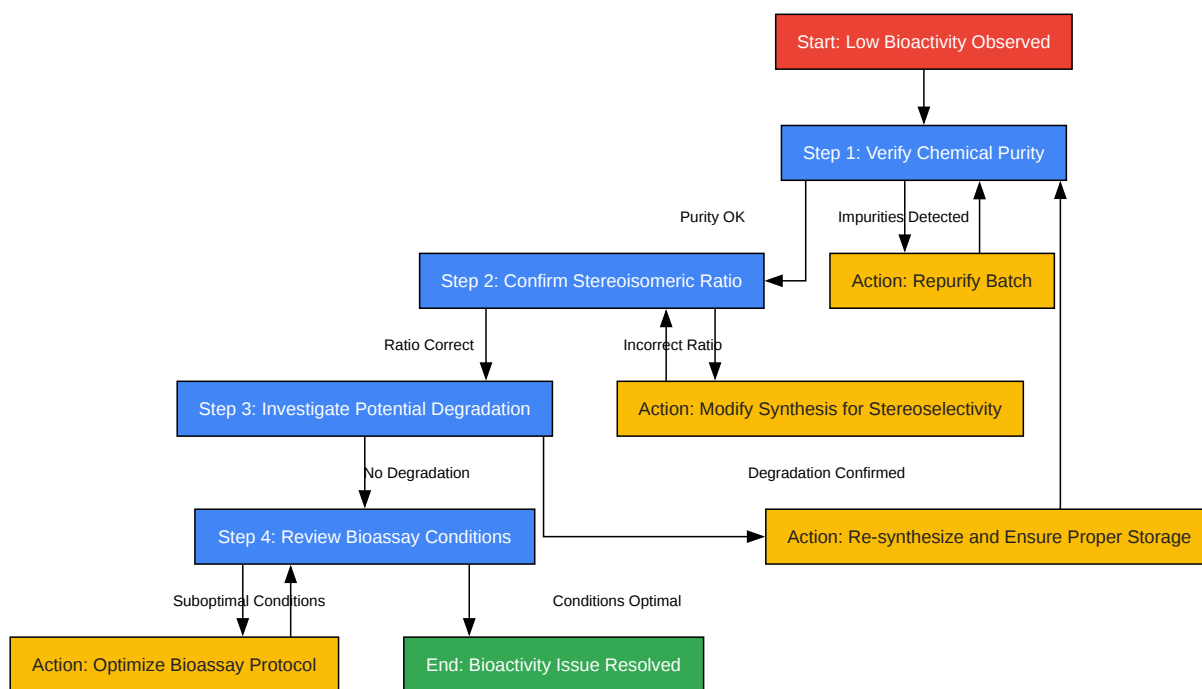 Start: Low Bioactivity Observed
Step 1: Verify Chemical Purity
Purity OK
Impurities Detected
Step 2: Confirm Stereoisomeric Ratio
Action: Repurify Batch
Ratio Correct
Incorrect Ratio
Step 3: Investigate Potential Degradation
Action: Modify Synthesis for Stereoselectivity
No Degradation
Degradation Confirmed
Step 4: Review Bioassay Conditions
Action: Re-synthesize and Ensure Proper Storage
Suboptimal Conditions
Conditions Optimal
Action: Optimize Bioassay Protocol
End: Bioactivity Issue Resolved